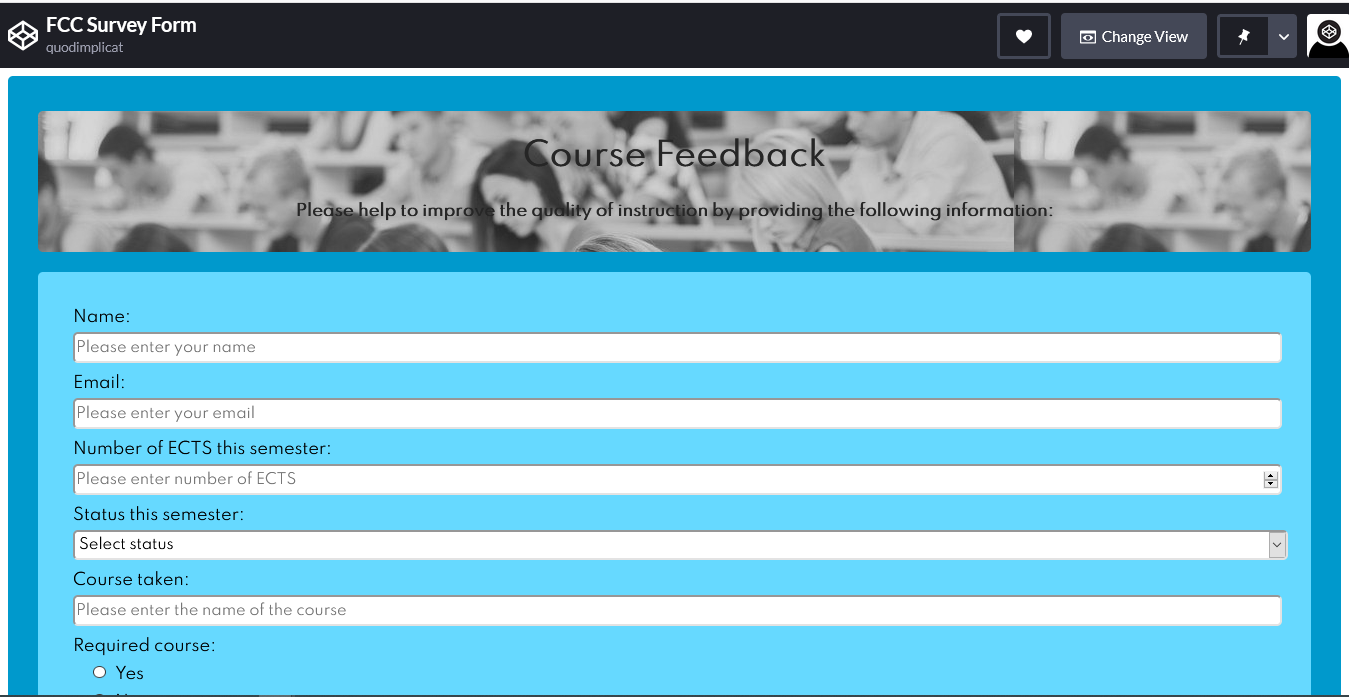 FCC Survey Form
quodimplicat
Change View
Course Feedback
Please help to improve the quality of instruction by providing the following information:
Name:
Please enter your name
Email:
Please enter your email
Number of ECTS this semester:
Please enter number of ECTS
Status this semester:
Select status
Course taken:
Please enter the name of the course
Required course:
Yes